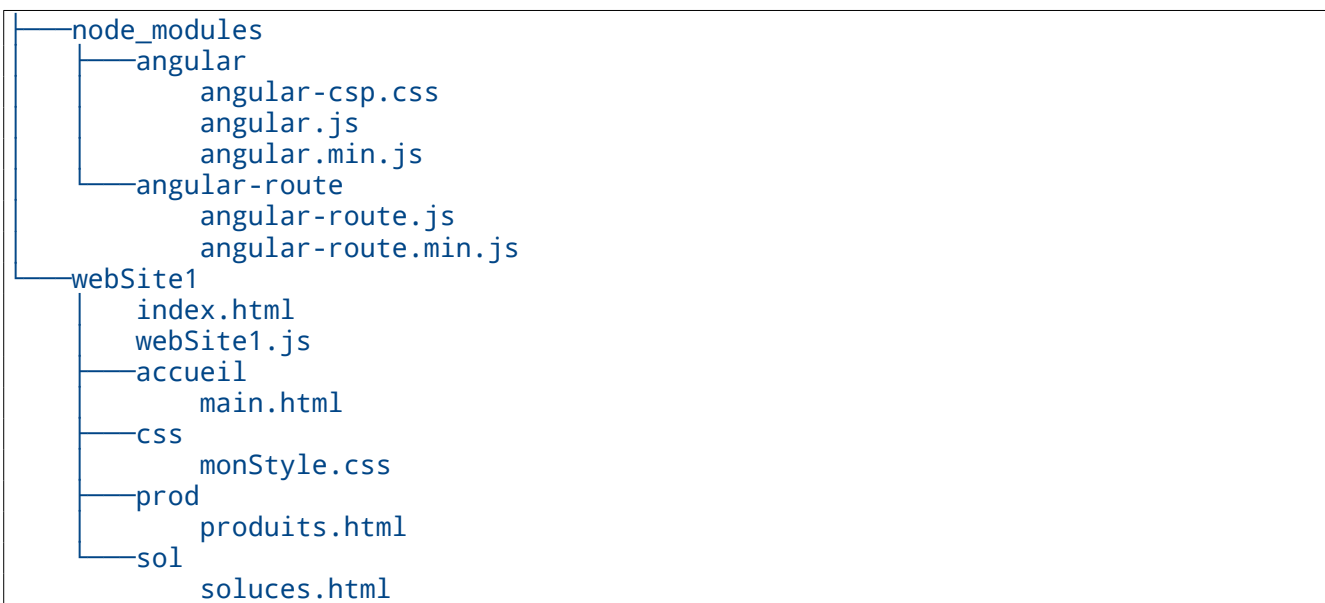 ├───node_modules
│   ├───angular
│   │       angular-csp.css
│   │       angular.js
│   │       angular.min.js
│   └───angular-route
│           angular-route.js
│           angular-route.min.js
└───webSite1
    │   index.html
    │   webSite1.js
    ├───accueil
    │       main.html
    ├───css
    │       monStyle.css
    ├───prod
    │       produits.html
    └───sol
            soluces.html